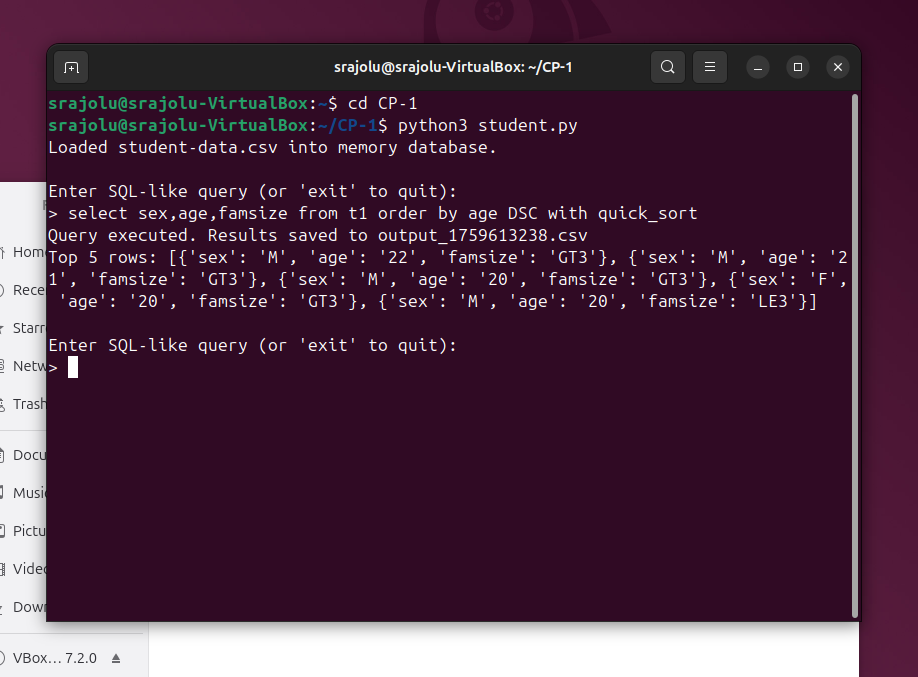 srajolu@srajolu-VirtualBox: ~/CP-1
srajolu@srajolu-VirtualBox:~$ cd CP-1
srajolu@srajolu-VirtualBox:~/CP-1$ python3 student.py
Loaded student-data.csv into memory database.
Enter SQL-like query (or 'exit' to quit):
> select sex,age,famsize from t1 order by age DSC with quick_sort
Query executed. Results saved to output_1759613238.csv
Top 5 rows: [{'sex': 'M', 'age': '22', 'famsize': 'GT3'}, {'sex': 'M', 'age': '2
1', 'famsize': 'GT3'}, {'sex': 'M', 'age': '20', 'famsize': 'GT3'}, {'sex': 'F',
'age': '20', 'famsize': 'GT3'}, {'sex': 'M', 'age': '20', 'famsize': 'LE3'}]
Enter SQL-like query (or 'exit' to quit):
>
Hom
Rece
Starr
Netw
Trash
Docu
Music
Pictu
Video
Down
VBox... 7.2.0